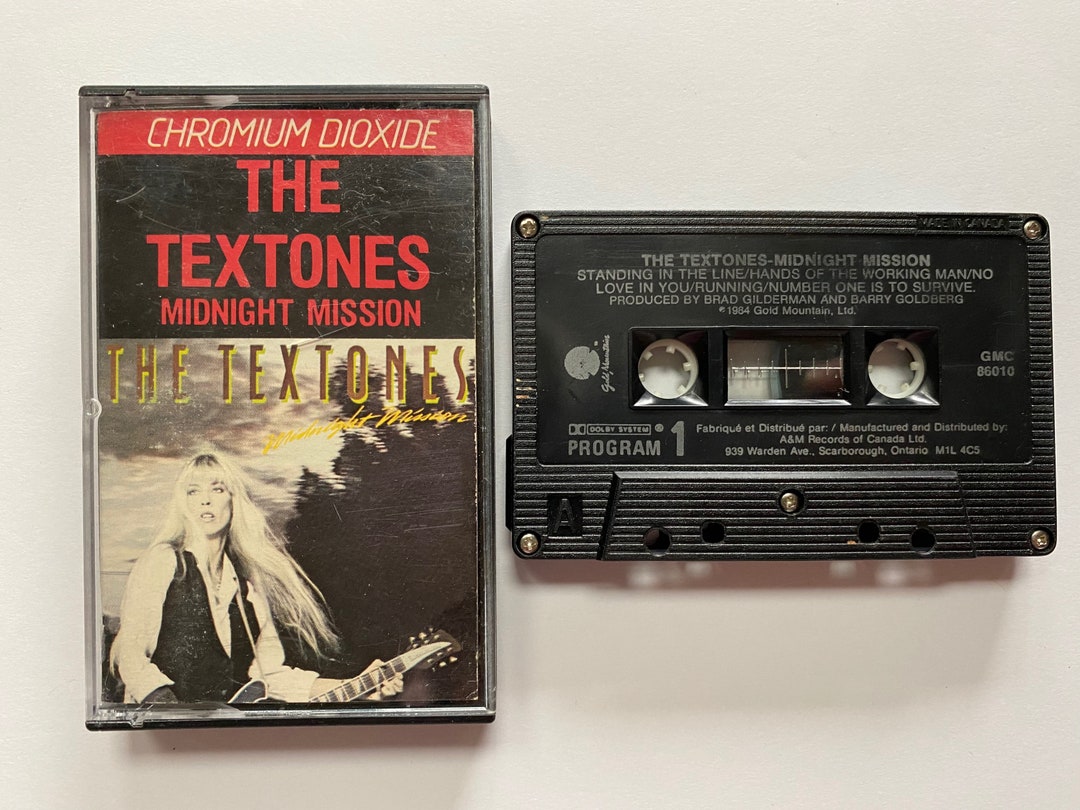 CHROMIUM DIOXIDE
THE
TEXTONES
MIDNIGHT MISSION
THE TEXTONES
Midnight Mission
MADE IN CANADA
THE TEXTONES-MIDNIGHT MISSION
STANDING IN THE LINE/HANDS OF THE WORKING MAN/NO
LOVE IN YOU/RUNNING/NUMBER ONE IS TO SURVIVE.
PRODUCED BY BRAD GILDERMAN AND BARRY GOLDBERG
℗1984 Gold Mountain, Ltd.
Gold Mountain
GMC
86010
DOLBY SYSTEM ®
PROGRAM 1
Fabriqué et Distribué par: / Manufactured and Distributed by:
A&M Records of Canada Ltd.
939 Warden Ave., Scarborough, Ontario M1L 4C5
A